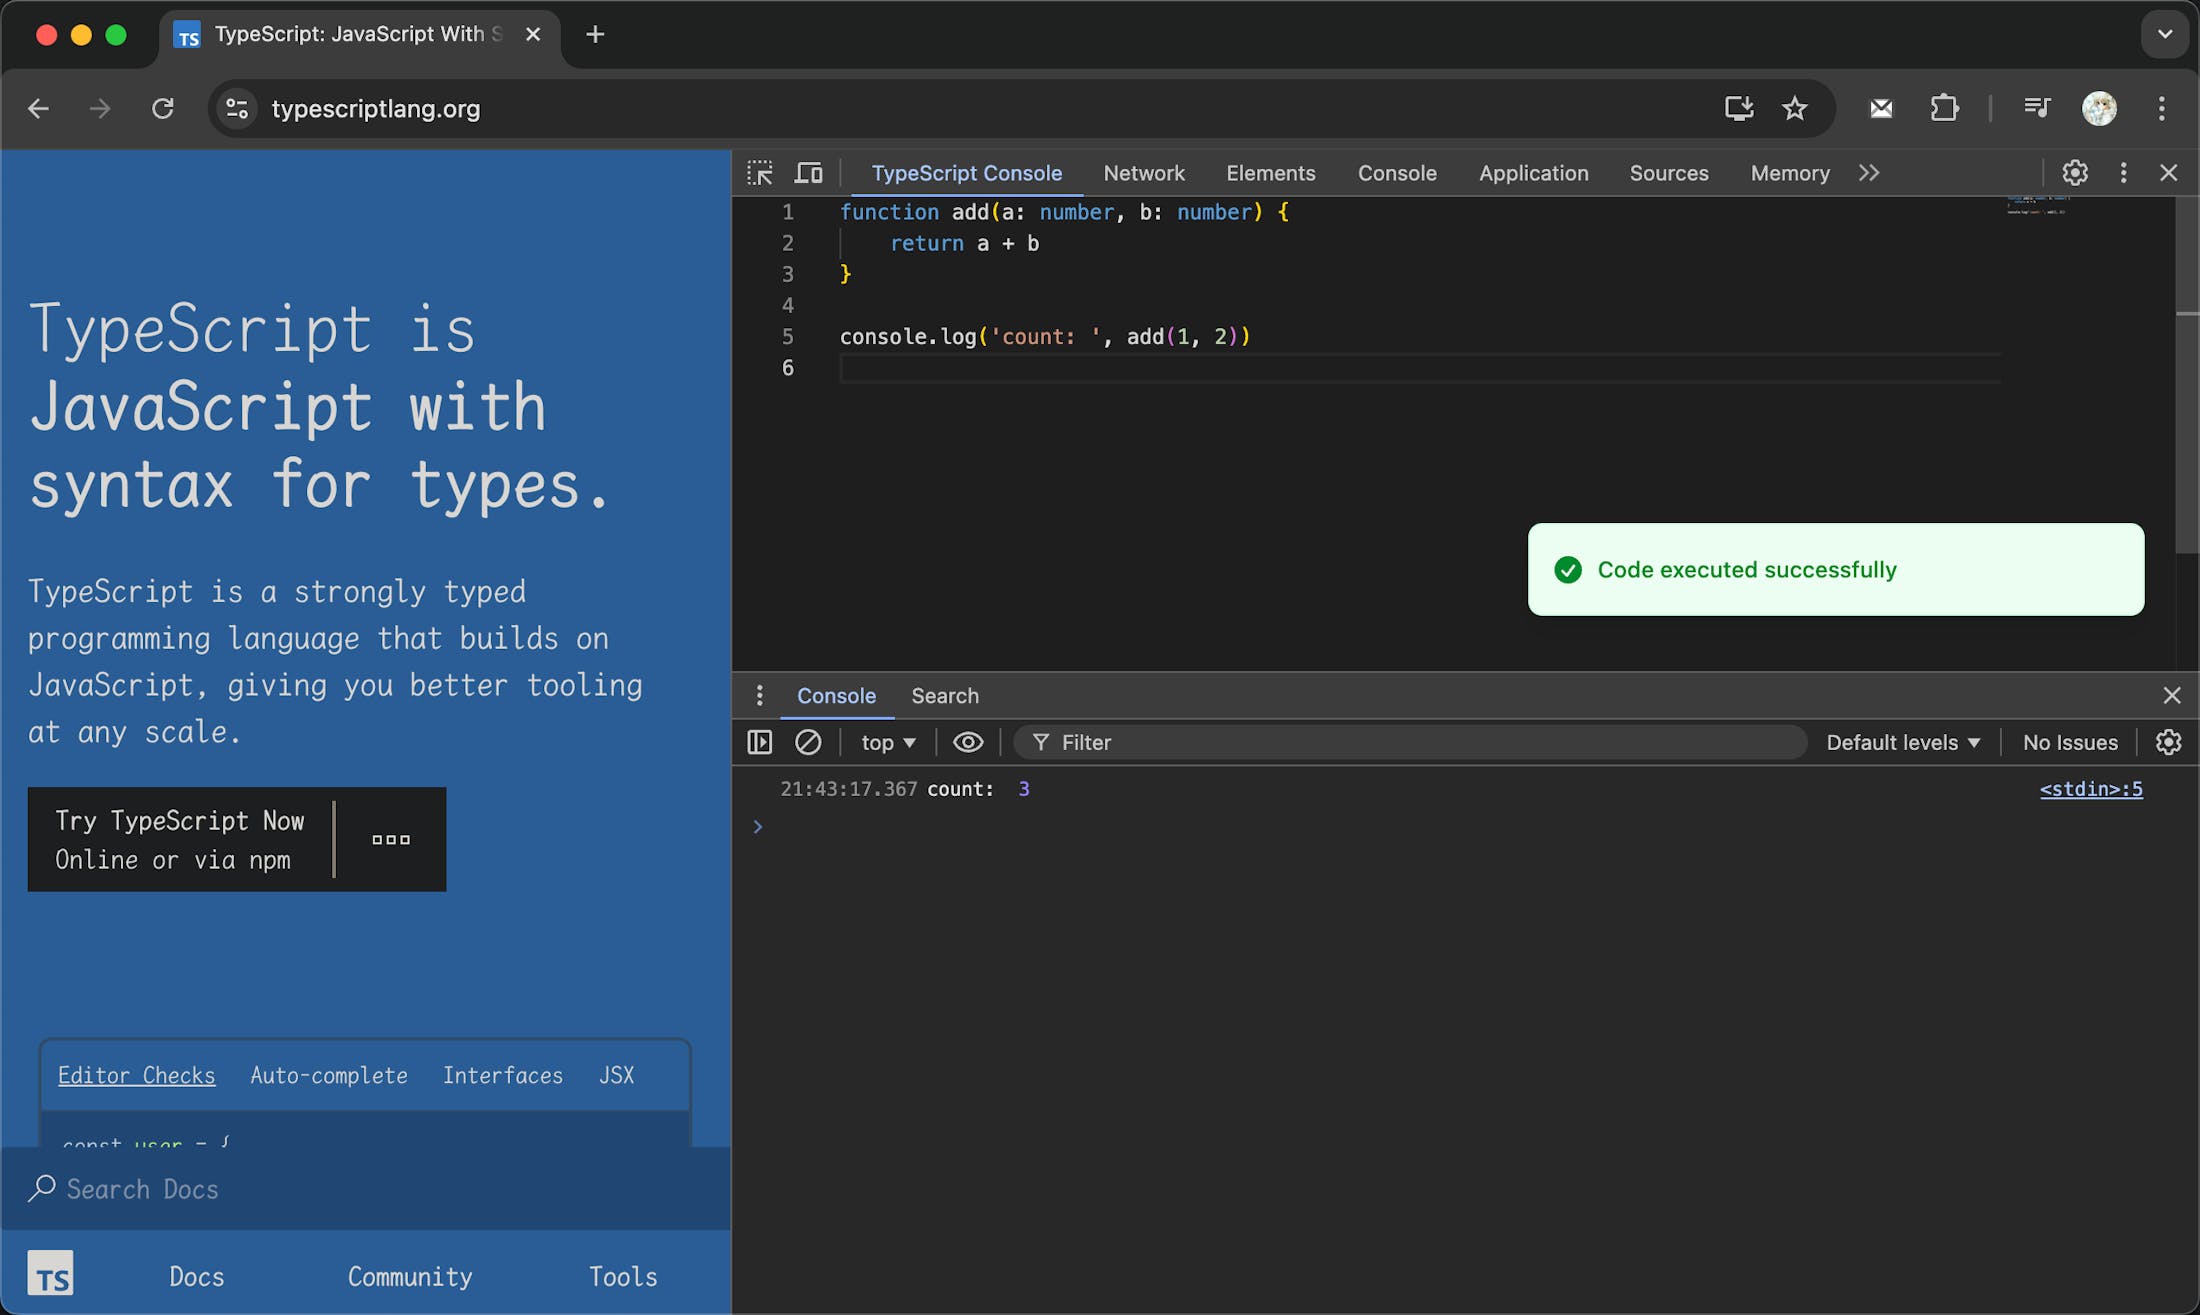 TS TypeScript: JavaScript With S
typescriptlang.org
TypeScript is
JavaScript with
syntax for types.
TypeScript is a strongly typed
programming language that builds on
JavaScript, giving you better tooling
at any scale.
Try TypeScript Now
Online or via npm
Editor Checks Auto-complete Interfaces JSX
const user = {
Search Docs
TS Docs Community Tools
TypeScript Console Network Elements Console Application Sources Memory
1 function add(a: number, b: number) {
2 return a + b
3 }
4
5 console.log('count: ', add(1, 2))
6
Code executed successfully
Console Search
top Filter Default levels No Issues
21:43:17.367 count: 3 <stdin>:5